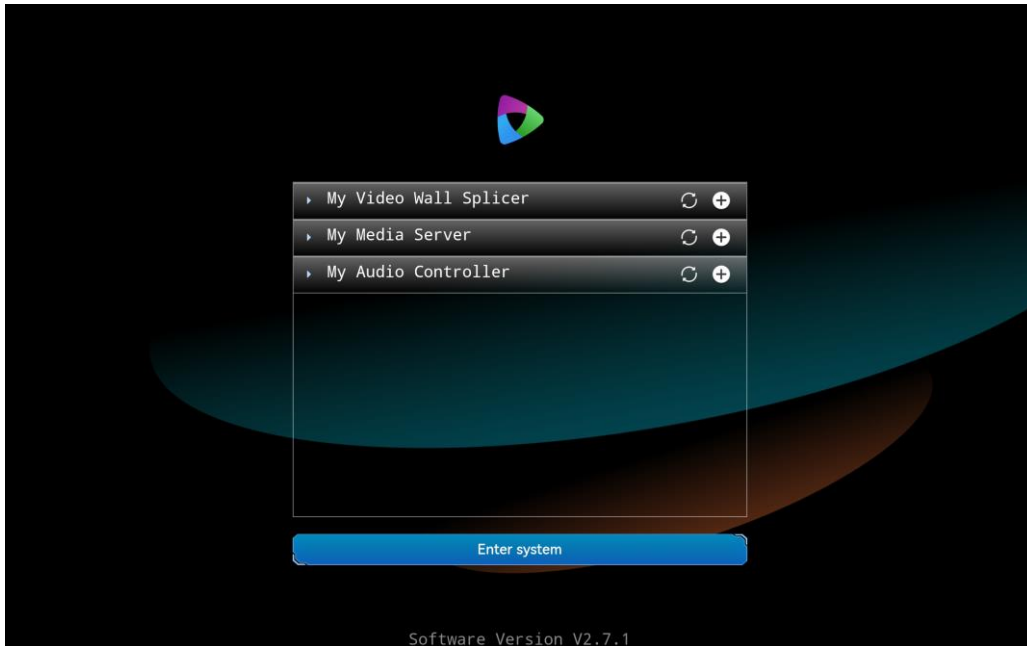 My Video Wall Splicer
My Media Server
My Audio Controller
Enter system
Software Version V2.7.1